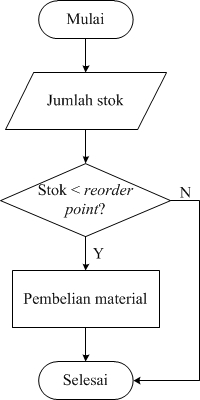 Mulai
Jumlah stok
Stok < reorder
point?
N
Y
Pembelian material
Selesai